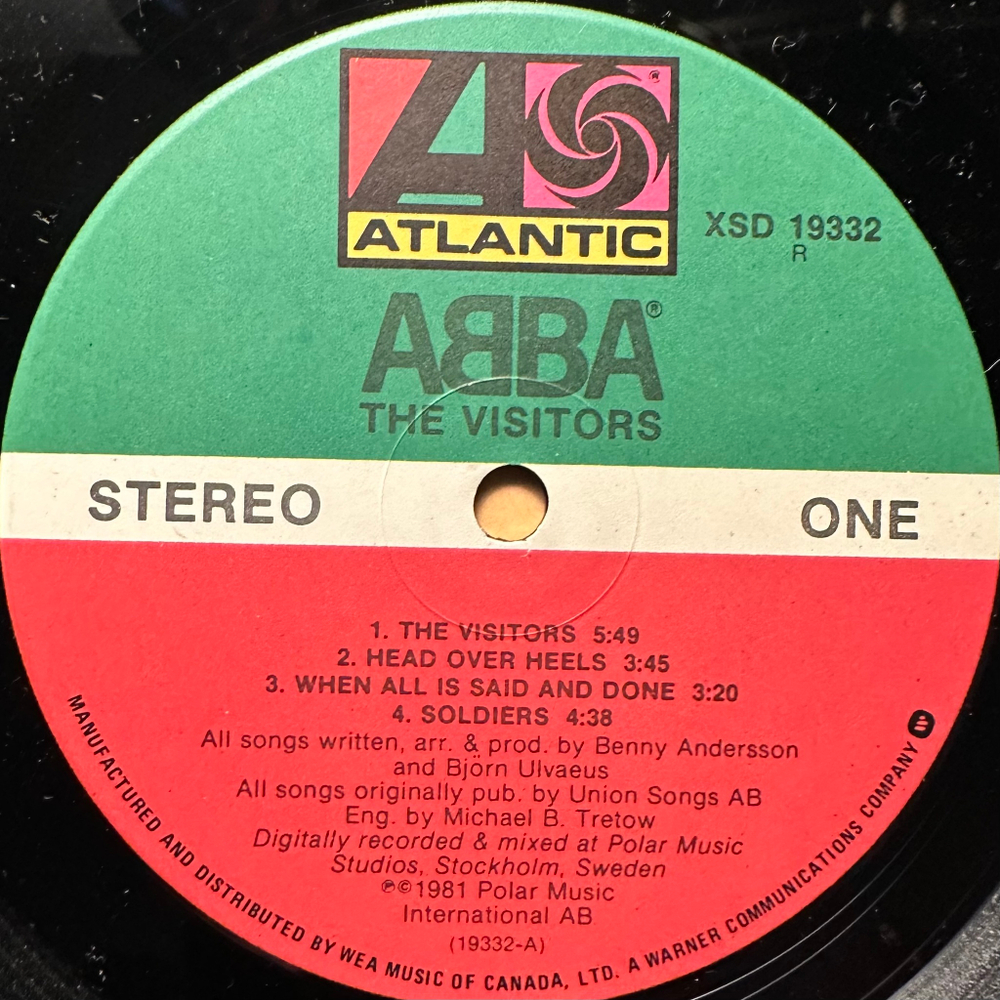 A
®
ATLANTIC
XSD 19332
R
ABBA®
THE VISITORS
STEREO
ONE
1. THE VISITORS 5:49
2. HEAD OVER HEELS 3:45
3. WHEN ALL IS SAID AND DONE 3:20
4. SOLDIERS 4:38
All songs written, arr. & prod. by Benny Andersson
and Björn Ulvaeus
All songs originally pub. by Union Songs AB
Eng. by Michael B. Tretow
Digitally recorded & mixed at Polar Music
Studios, Stockholm, Sweden
℗©1981 Polar Music
International AB
(19332-A)
MANUFACTURED AND DISTRIBUTED BY WEA MUSIC OF CANADA, LTD. A WARNER COMMUNICATIONS COMPANY